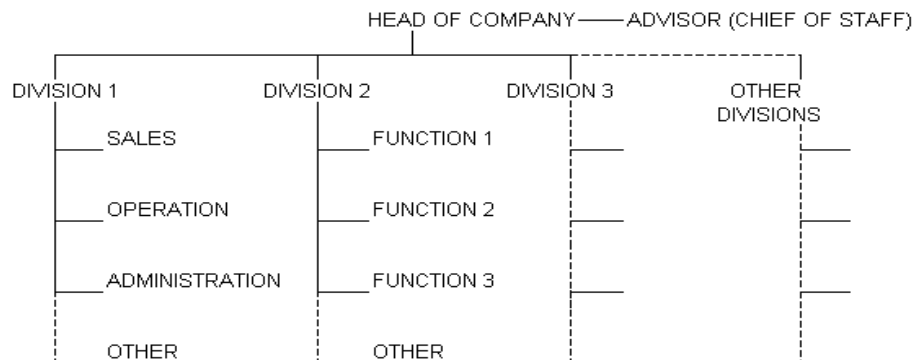 HEAD OF COMPANY ADVISOR (CHIEF OF STAFF)
DIVISION 1 DIVISION 2 DIVISION 3 OTHER
DIVISIONS
SALES FUNCTION 1
OPERATION FUNCTION 2
ADMINISTRATION FUNCTION 3
OTHER OTHER